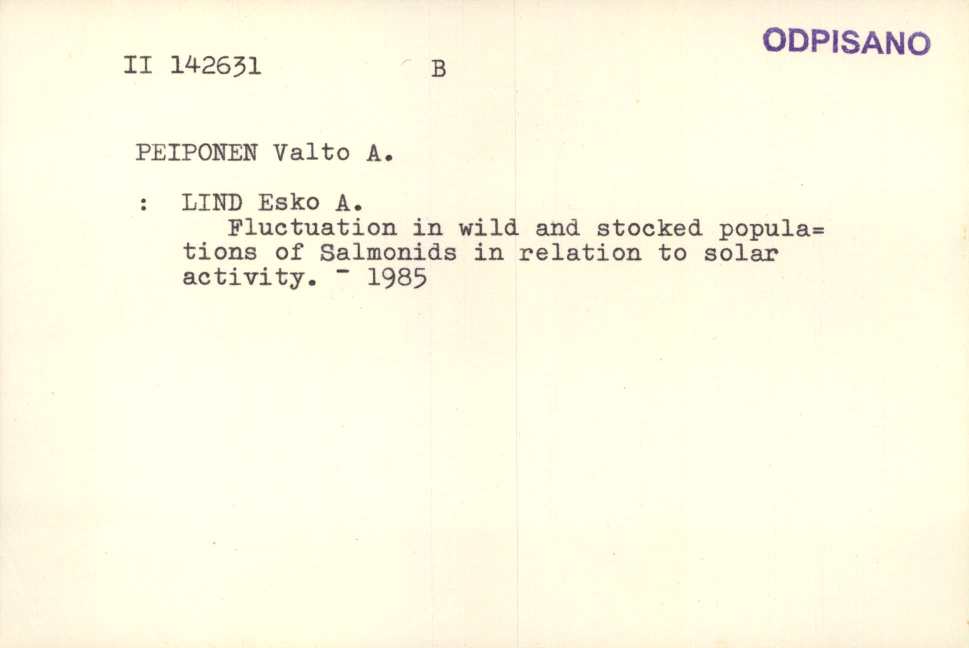 ODPISANO
II 142631 B
PEIPONEN Valto A.
: LIND Esko A.
Fluctuation in wild and stocked popula=
tions of Salmonids in relation to solar
activity. - 1985